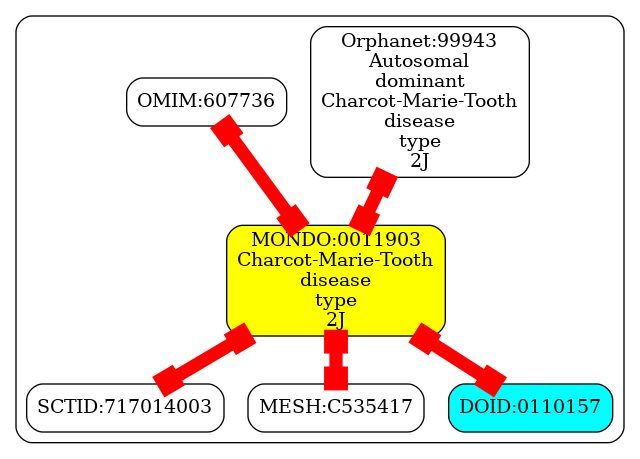 Orphanet:99943
Autosomal
dominant
Charcot-Marie-Tooth
disease
type
2J
OMIM:607736
MONDO:0011903
Charcot-Marie-Tooth
disease
type
2J
SCTID:717014003
MESH:C535417
DOID:0110157